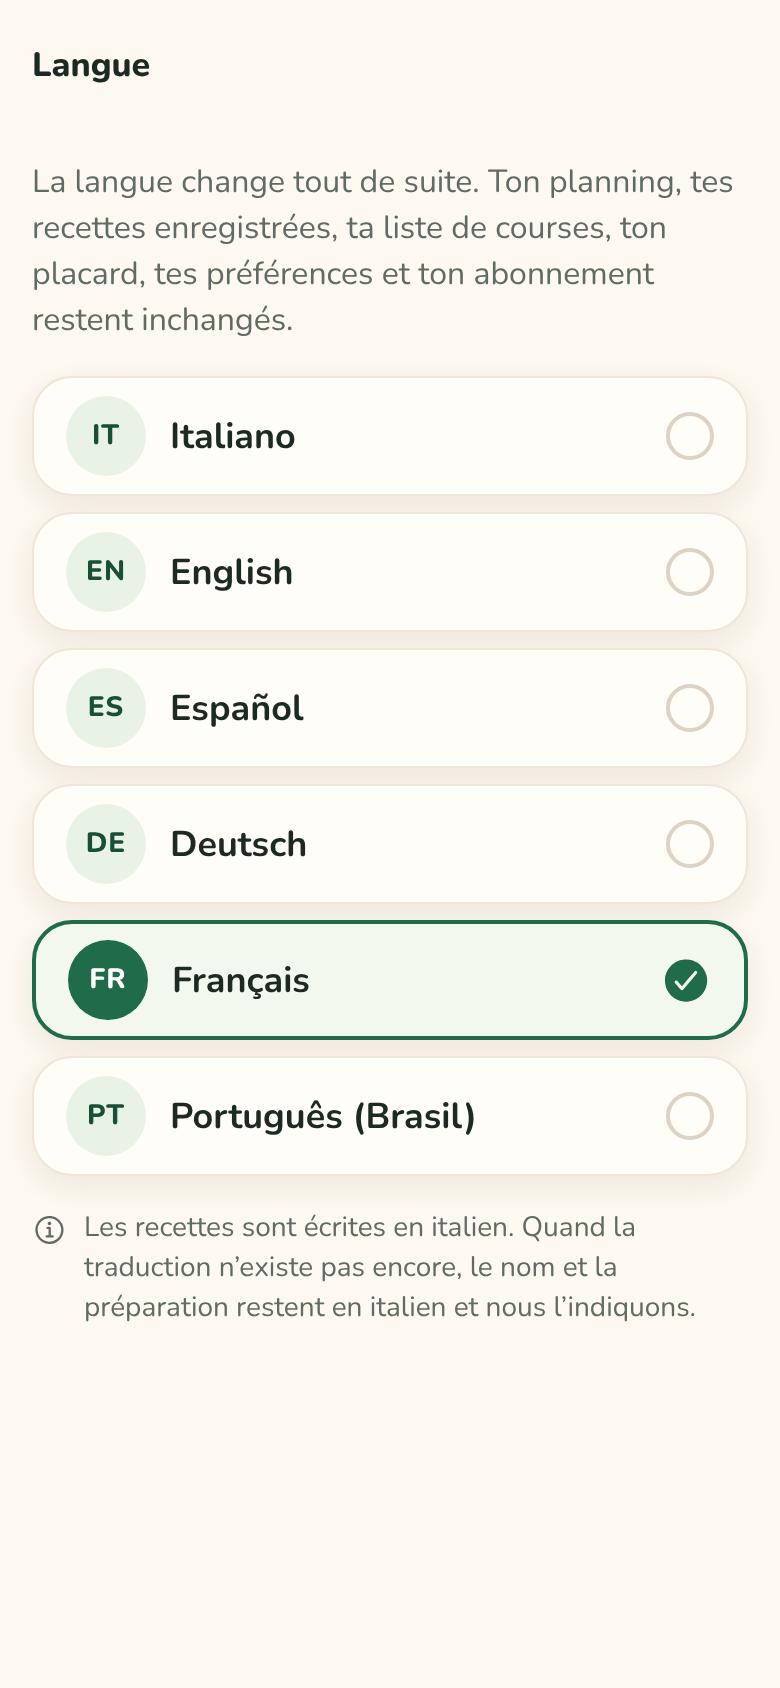 Langue
La langue change tout de suite. Ton planning, tes
recettes enregistrées, ta liste de courses, ton
placard, tes préférences et ton abonnement
restent inchangés.
IT Italiano
EN English
ES Español
DE Deutsch
FR Français
PT Português (Brasil)
Les recettes sont écrites en italien. Quand la
traduction n’existe pas encore, le nom et la
préparation restent en italien et nous l’indiquons.